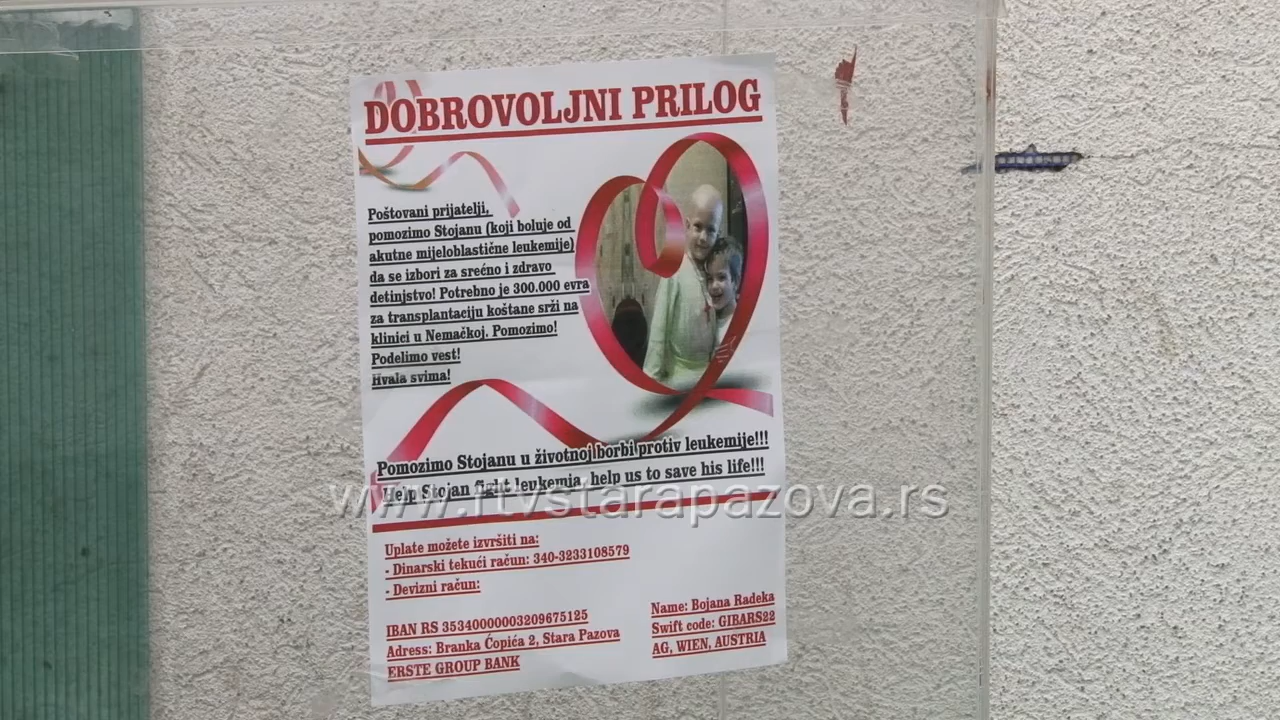 DOBROVOLJNI PRILOG
Poštovani prijatelji,
pomozimo Stojanu (koji boluje od
akutne mijeloblastične leukemije)
da se izbori za srećno i zdravo
detinjstvo! Potrebno je 300.000 evra
za transplantaciju koštane srži na
klinici u Nemačkoj. Pomozimo!
Podelimo vest!
Hvala svima!
Pomozimo Stojanu u životnoj borbi protiv leukemije!!!
Help Stojan fight leukemia, help us to save his life!!!
www.rtvstarapazova.rs
Uplate možete izvršiti na:
- Dinarski tekući račun: 340-3233108579
- Devizni račun:
IBAN RS 35340000003209675125
Adress: Branka Ćopića 2, Stara Pazova
ERSTE GROUP BANK
Name: Bojana Radeka
Swift code: GIBARS22
AG, WIEN, AUSTRIA